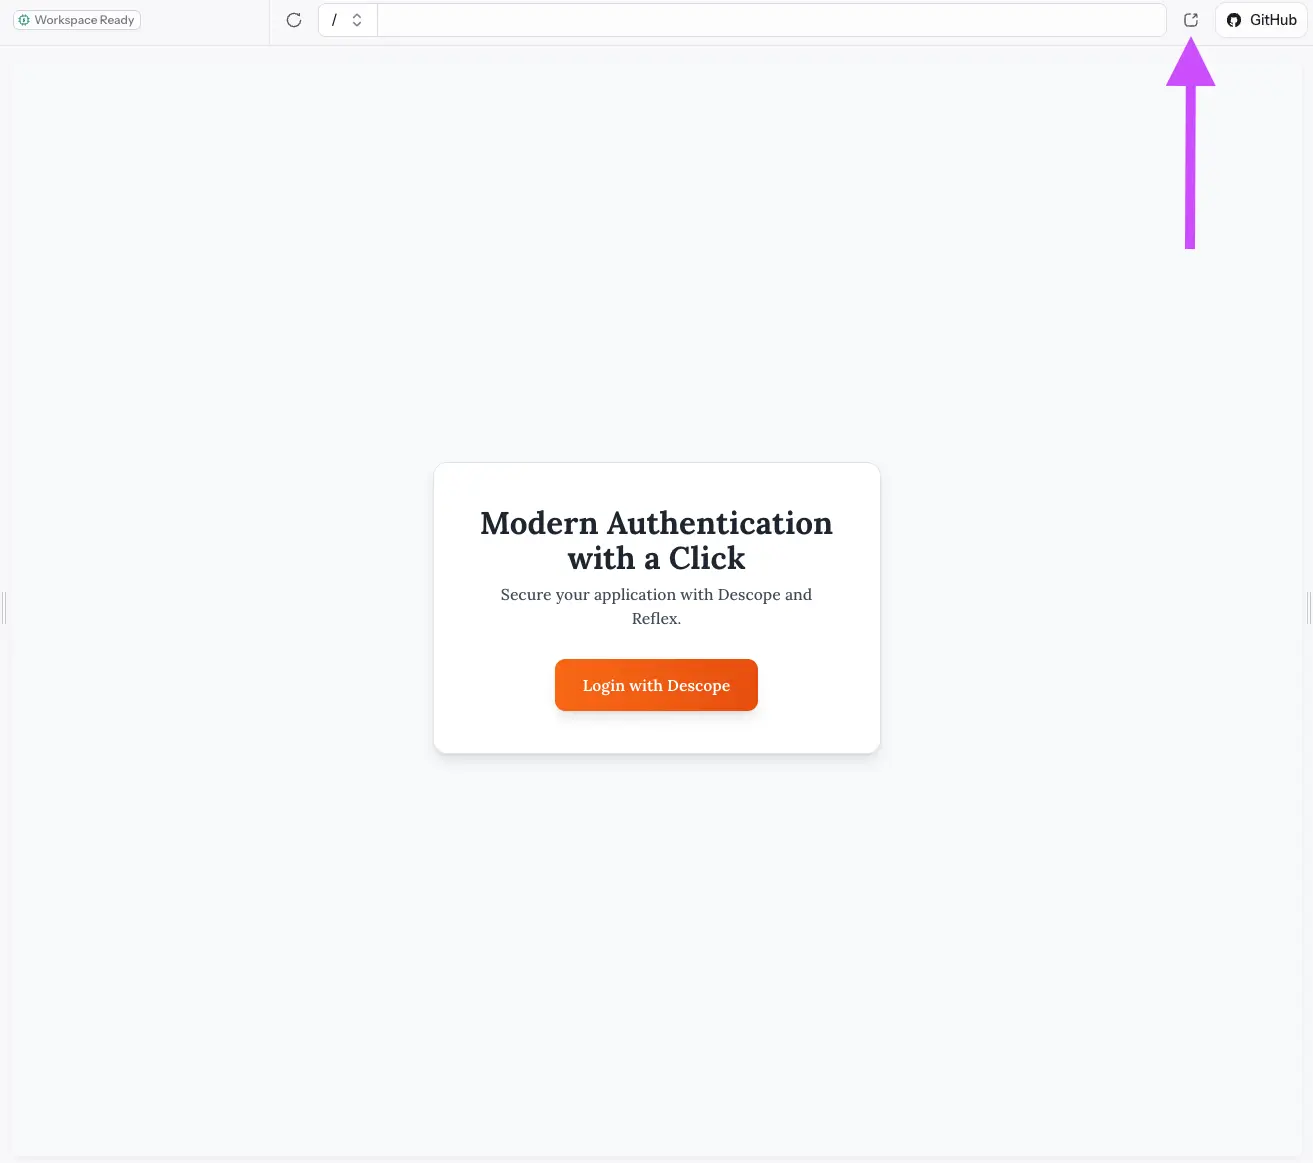 Workspace Ready
/
GitHub
Modern Authentication
with a Click
Secure your application with Descope and
Reflex.
Login with Descope